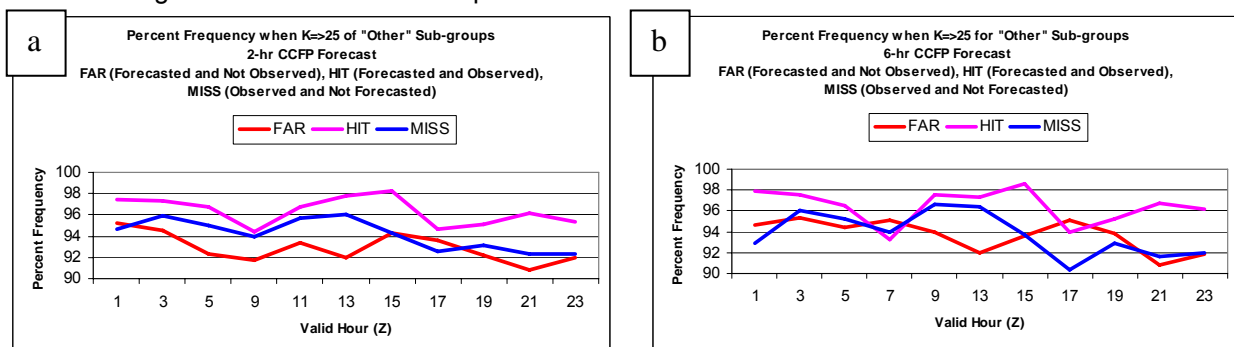 a
Percent Frequency when K=>25 of "Other" Sub-groups
2-hr CCFP Forecast
FAR (Forecasted and Not Observed), HIT (Forecasted and Observed),
MISS (Observed and Not Forecasted)
FAR HIT MISS
Percent Frequency
100
98
96
94
92
90
1 3 5 9 11 13 15 17 19 21 23
Valid Hour (Z)
b
Percent Frequency when K=>25 for "Other" Sub-groups
6-hr CCFP Forecast
FAR (Forecasted and Not Observed), HIT (Forecasted and Observed),
MISS (Observed and Not Forecasted)
FAR HIT MISS
Percent Frequency
100
98
96
94
92
90
1 3 5 7 9 13 15 17 19 21 23
Valid Hour (Z)